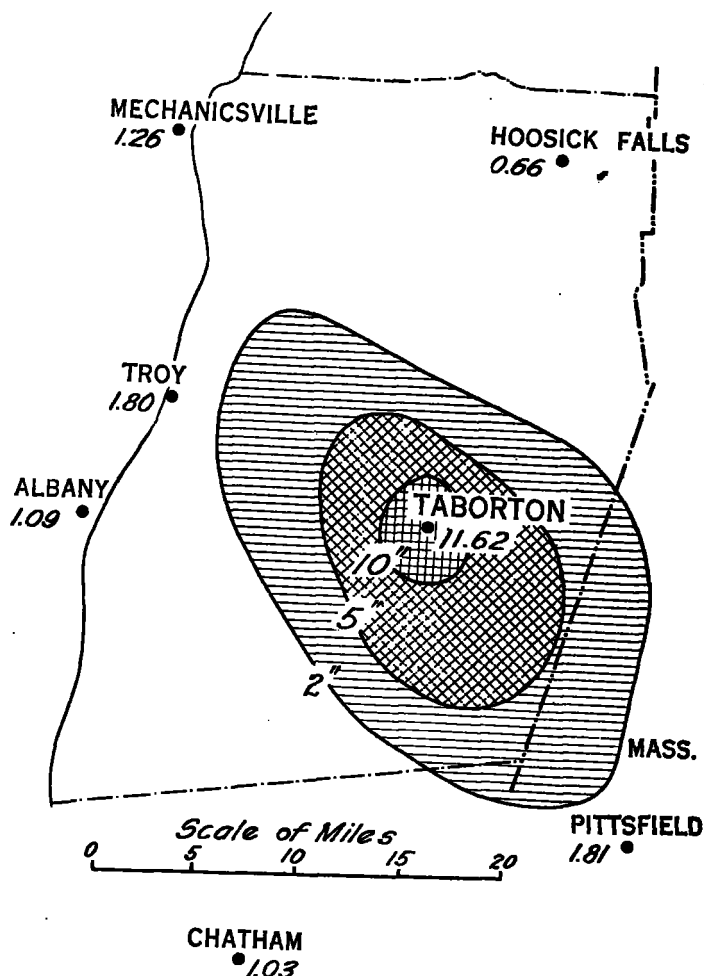 MECHANICSVILLE
1.26
HOOSICK FALLS
0.66
TROY
1.80
ALBANY
1.09
TABORTON
11.62
10"
5"
2"
MASS.
Scale of Miles
0 5 10 15 20
PITTSFIELD
1.81
CHATHAM
1.03